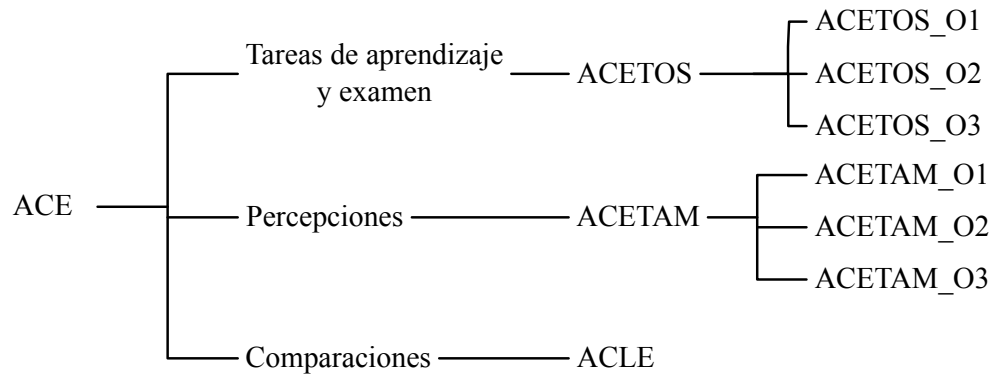 ACE
Tareas de aprendizaje
y examen
ACETOS
ACETOS_O1
ACETOS_O2
ACETOS_O3
Percepciones
ACETAM
ACETAM_O1
ACETAM_O2
ACETAM_O3
Comparaciones
ACLE